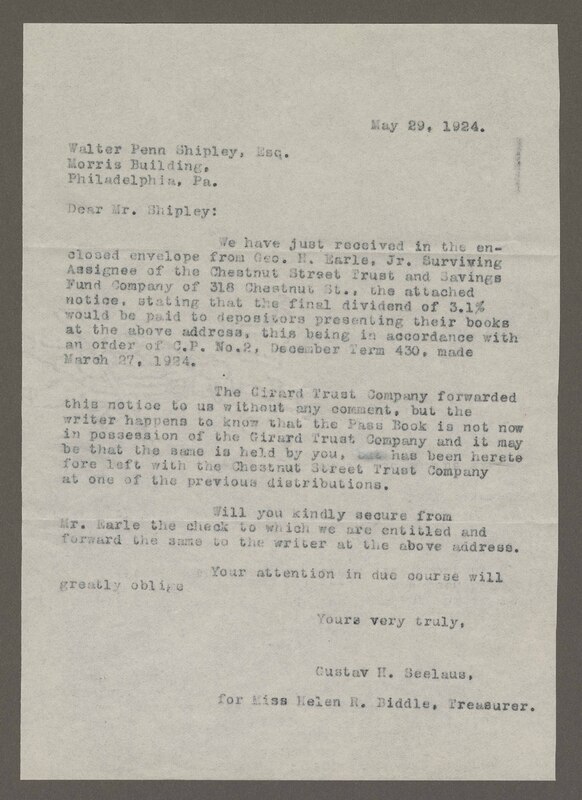 May 29, 1924.
Walter Penn Shipley, Esq.
Morris Building,
Philadelphia, Pa.
Dear Mr. Shipley:
We have just received in the en-
closed envelope from Geo. H. Earle, Jr. Surviving
Assignee of the Chestnut Street Trust and Savings
Fund Company of 318 Chestnut St., the attached
notice, stating that the final dividend of 3.1%
would be paid to depositors presenting their books
at the above address, this being in accordance with
an order of C.P. No.2, December Term 430, made
March 27, 1924.
The Girard Trust Company forwarded
this notice to us without any comment, but the
writer happens to know that the Pass Book is not now
in possession of the Girard Trust Company and it may
be that the same is held by you, has been hereto
fore left with the Chestnut Street Trust Company
at one of the previous distributions.
Will you kindly secure from
Mr. Earle the check to which we are entitled and
forward the same to the writer at the above address.
Your attention in due course will
greatly oblige
Yours very truly,
Gustav H. Seelaus,
for Miss Helen R. Biddle, Treasurer.